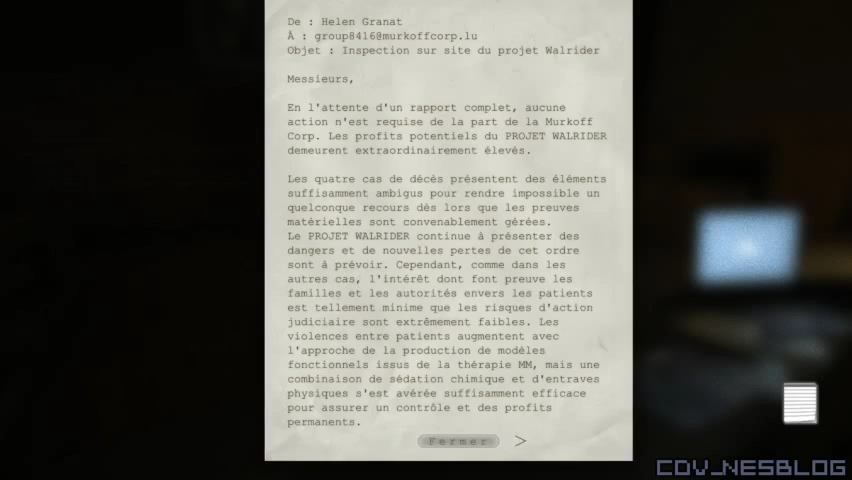 De : Helen Granat
À : group8416@murkoffcorp.lu
Objet : Inspection sur site du projet Walrider
Messieurs,
En l'attente d'un rapport complet, aucune
action n'est requise de la part de la Murkoff
Corp. Les profits potentiels du PROJET WALRIDER
demeurent extraordinairement élevés.
Les quatre cas de décès présentent des éléments
suffisamment ambigus pour rendre impossible un
quelconque recours dès lors que les preuves
matérielles sont convenablement gérées.
Le PROJET WALRIDER continue à présenter des
dangers et de nouvelles pertes de cet ordre
sont à prévoir. Cependant, comme dans les
autres cas, l'intérêt dont font preuve les
familles et les autorités envers les patients
est tellement minime que les risques d'action
judiciaire sont extrêmement faibles. Les
violences entre patients augmentent avec
l'approche de la production de modèles
fonctionnels issus de la thérapie MM, mais une
combinaison de sédation chimique et d'entraves
physiques s'est avérée suffisamment efficace
pour assurer un contrôle et des profits
permanents.
Fermer >
CDV_NESBLOG